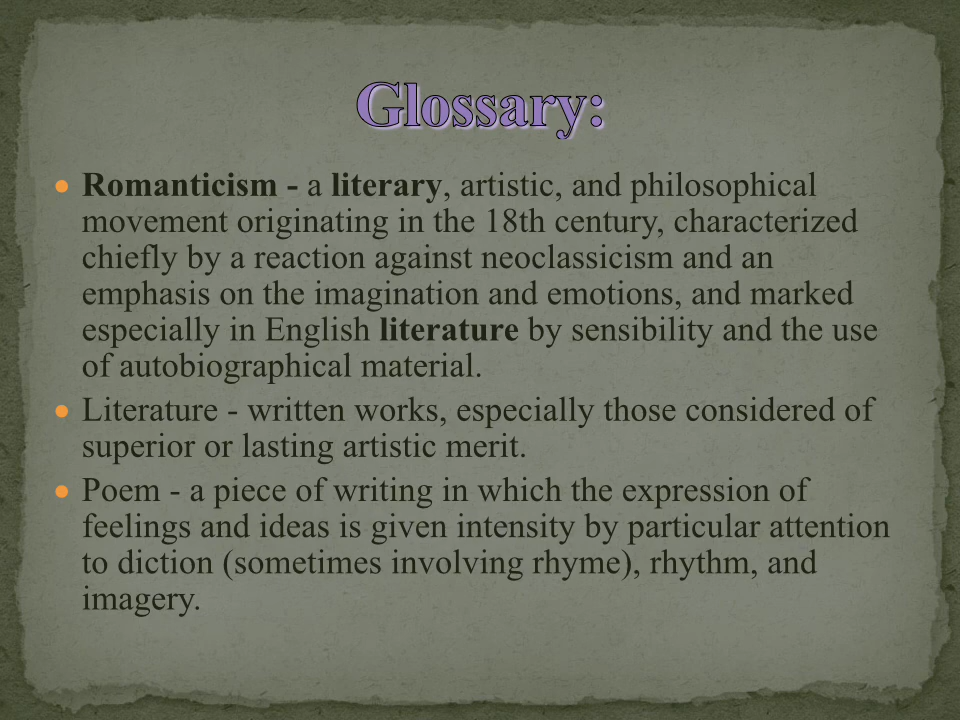 Glossary:
● Romanticism - a literary, artistic, and philosophical
movement originating in the 18th century, characterized
chiefly by a reaction against neoclassicism and an
emphasis on the imagination and emotions, and marked
especially in English literature by sensibility and the use
of autobiographical material.
● Literature - written works, especially those considered of
superior or lasting artistic merit.
● Poem - a piece of writing in which the expression of
feelings and ideas is given intensity by particular attention
to diction (sometimes involving rhyme), rhythm, and
imagery.